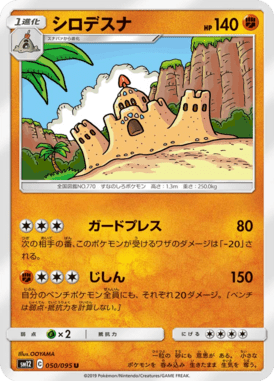 1進化 シロデスナ HP 140
スナバァから進化
全国図鑑NO.770 すなのしろポケモン 高さ:1.3m 重さ:250.0kg
ガードプレス 80
次の相手の番、このポケモンが受けるワザのダメージは「-20」される。
じしん 150
自分のベンチポケモン全員にも、それぞれ20ダメージ。[ベンチは弱点・抵抗力を計算しない。]
弱点 ×2 抵抗力 にげる
illus. OOYAMA
sm12 C 050/095 U
©2019 Pokémon/Nintendo/Creatures/GAME FREAK.